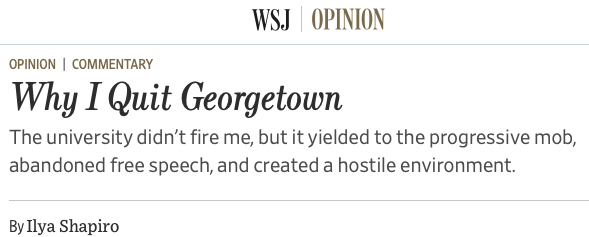 WSJ | OPINION
OPINION | COMMENTARY
Why I Quit Georgetown
The university didn't fire me, but it yielded to the progressive mob,
abandoned free speech, and created a hostile environment.
By Ilya Shapiro